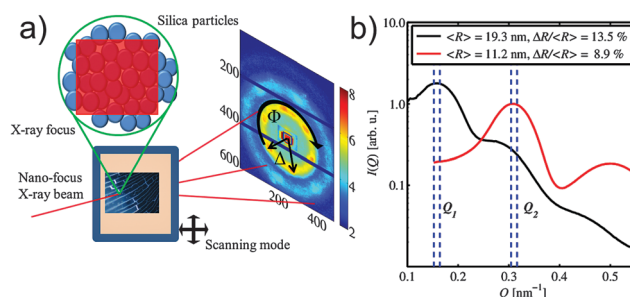 a)
Silica particles
X-ray focus
Nano-focus
X-ray beam
Scanning mode
200
400
600
200
400
Φ
Δ
8
6
4
2
b)
10.0
1.0
0.1
I(Q) [arb. u.]
<R> = 19.3 nm, ΔR/<R> = 13.5 %
<R> = 11.2 nm, ΔR/<R> = 8.9 %
Q1
Q2
0.1 0.2 0.3 0.4 0.5
Q [nm⁻¹]